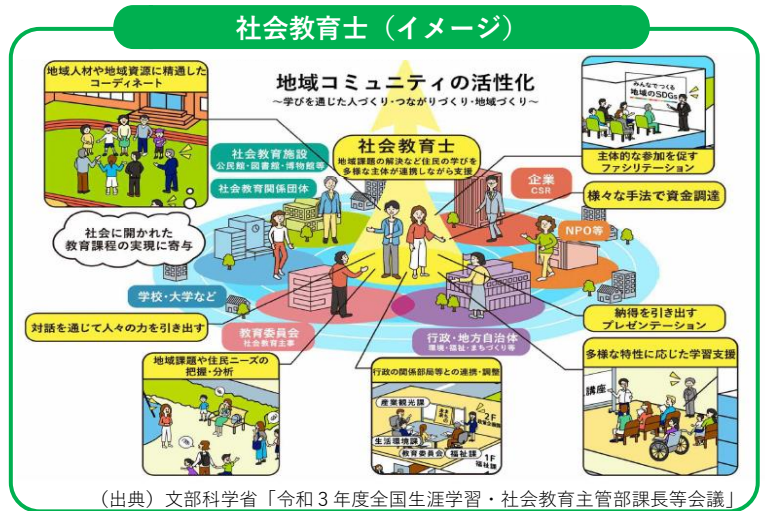 社会教育士（イメージ）
地域人材や地域資源に精通した
コーディネート
地域コミュニティの活性化
～学びを通じた人づくり・つながりづくり・地域づくり～
みんなでつくる
地域のSDGs
主体的な参加を促す
ファシリテーション
社会教育士
地域課題の解決など住民の学びを
多様な主体が連携しながら支援
社会教育施設
公民館・図書館・博物館等
社会教育関係団体
企業
CSR
様々な手法で資金調達
社会に開かれた
教育課程の実現に寄与
NPO等
学校・大学など
対話を通じて人々の力を引き出す
教育委員会
社会教育主事
行政・地方自治体
環境・福祉・まちづくり等
納得を引き出す
プレゼンテーション
地域課題や住民ニーズの
把握・分析
行政の関係部局等との連携・調整
産業観光課
生活環境課
教育委員会
福祉課
2F
1F
福祉課
多様な特性に応じた学習支援
講座
（出典）文部科学省「令和３年度全国生涯学習・社会教育主管部課長等会議」